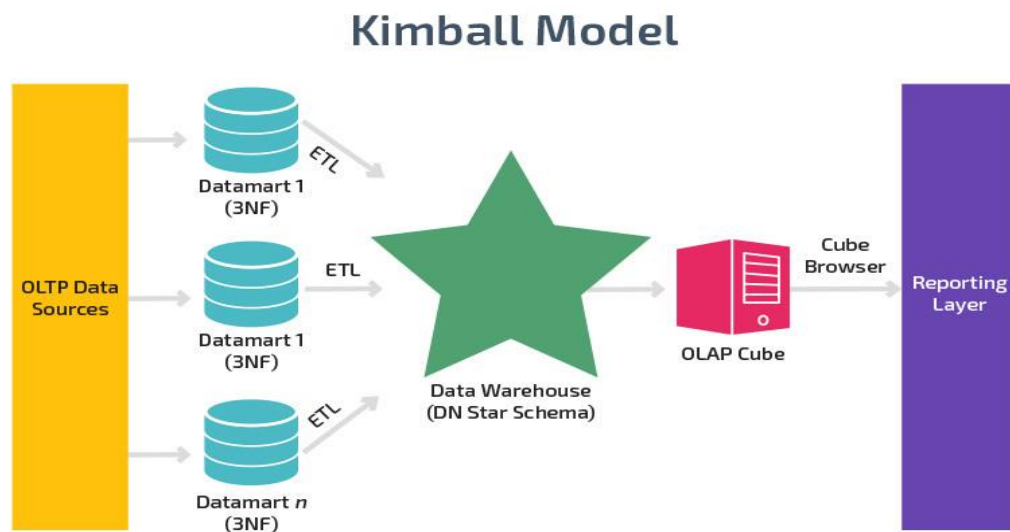 Kimball Model
OLTP Data
Sources
ETL
Datamart 1
(3NF)
ETL
Datamart 1
(3NF)
ETL
Datamart n
(3NF)
Data Warehouse
(DN Star Schema)
OLAP Cube
Cube
Browser
Reporting
Layer